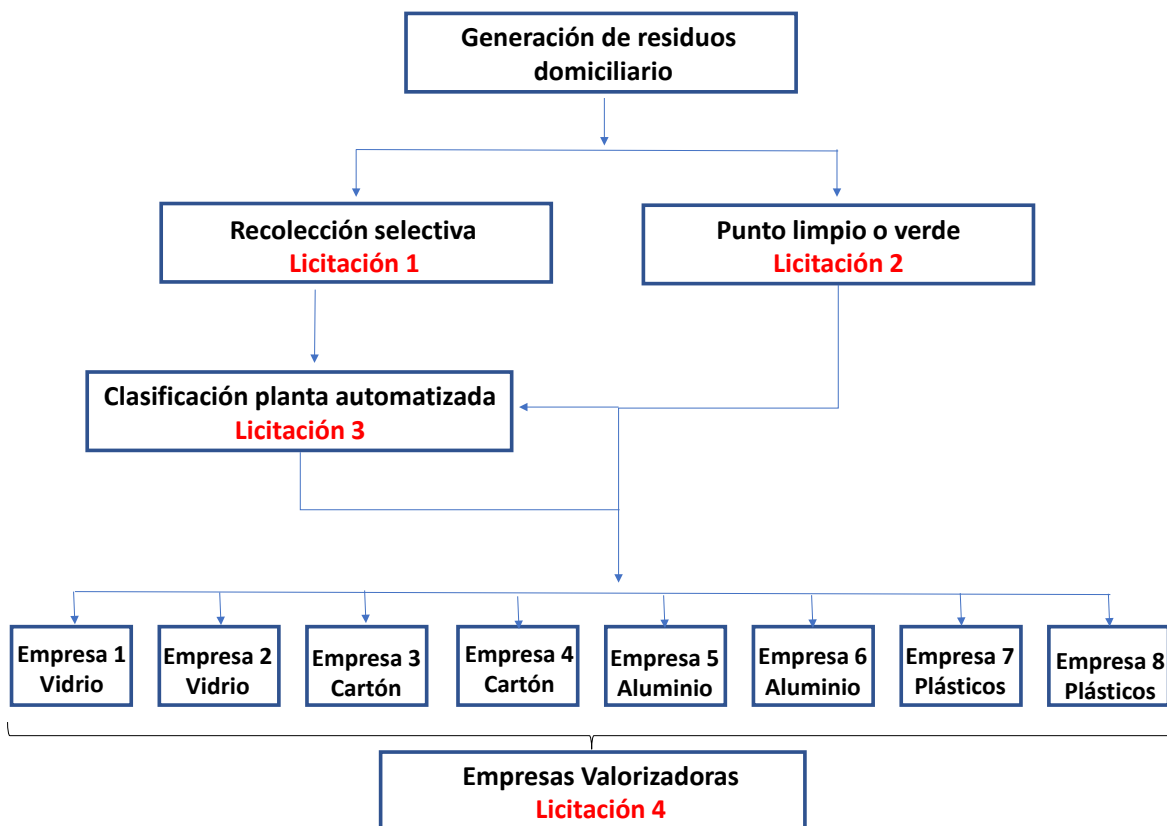 Generación de residuos
domiciliario
Recolección selectiva
Licitación 1
Punto limpio o verde
Licitación 2
Clasificación planta automatizada
Licitación 3
Empresa 1
Vidrio
Empresa 2
Vidrio
Empresa 3
Cartón
Empresa 4
Cartón
Empresa 5
Aluminio
Empresa 6
Aluminio
Empresa 7
Plásticos
Empresa 8
Plásticos
Empresas Valorizadoras
Licitación 4